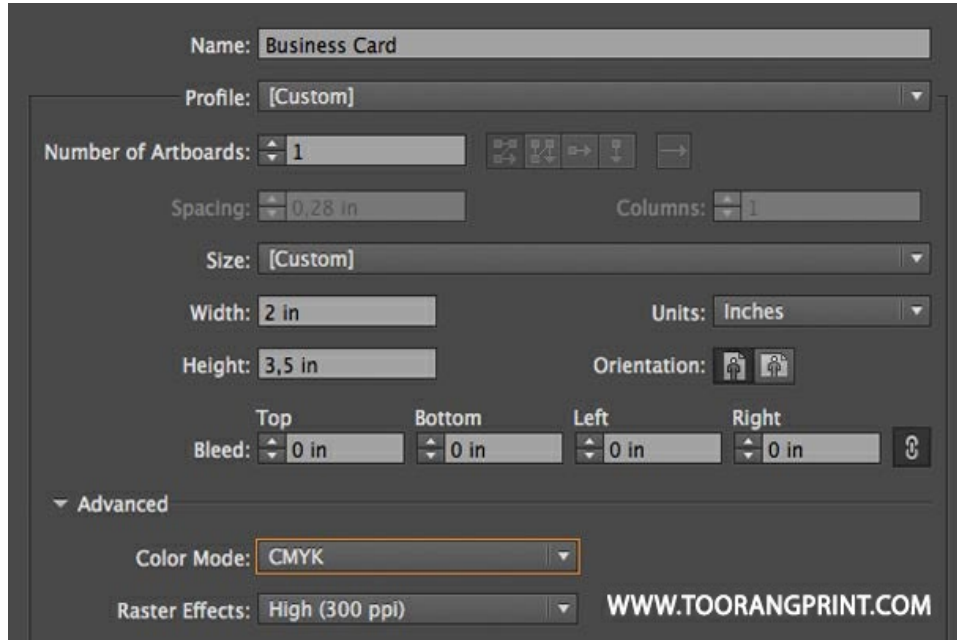 Name: Business Card
Profile: [Custom]
Number of Artboards: 1
Spacing: 0,28 in Columns: 1
Size: [Custom]
Width: 2 in Units: Inches
Height: 3,5 in Orientation:
Top Bottom Left Right
Bleed: 0 in 0 in 0 in 0 in
Advanced
Color Mode: CMYK
Raster Effects: High (300 ppi) WWW.TOORANGPRINT.COM